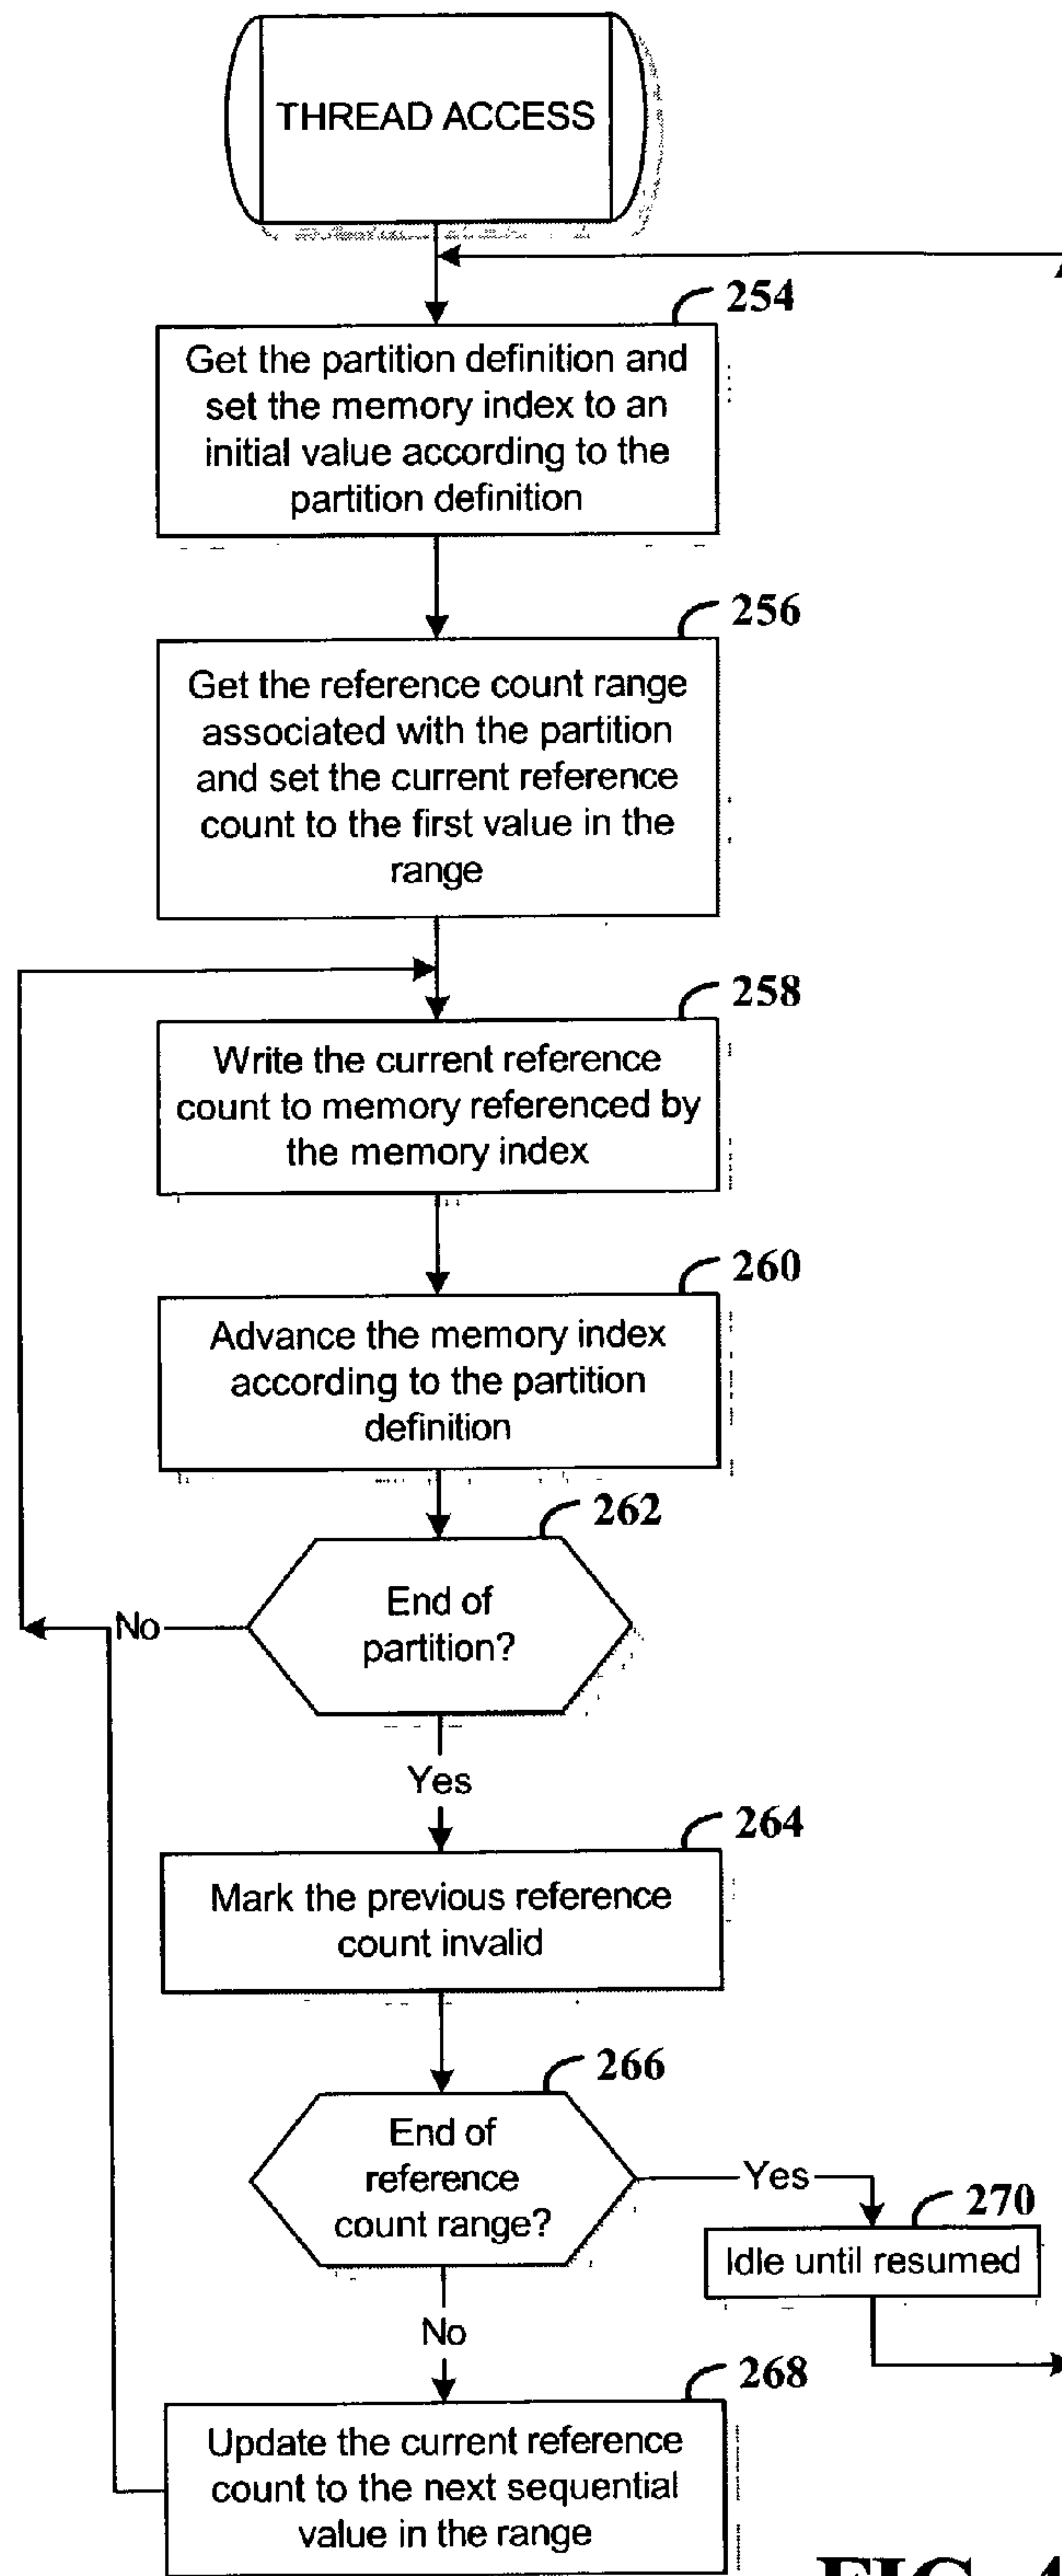 THREAD ACCESS
254
Get the partition definition and
set the memory index to an
initial value according to the
partition definition
256
Get the reference count range
associated with the partition
and set the current reference
count to the first value in the
range
258
Write the current reference
count to memory referenced by
the memory index
260
Advance the memory index
according to the partition
definition
262
End of
partition?
No
Yes
264
Mark the previous reference
count invalid
266
End of
reference
count range?
Yes
270
Idle until resumed
No
268
Update the current reference
count to the next sequential
value in the range
FIG. 4